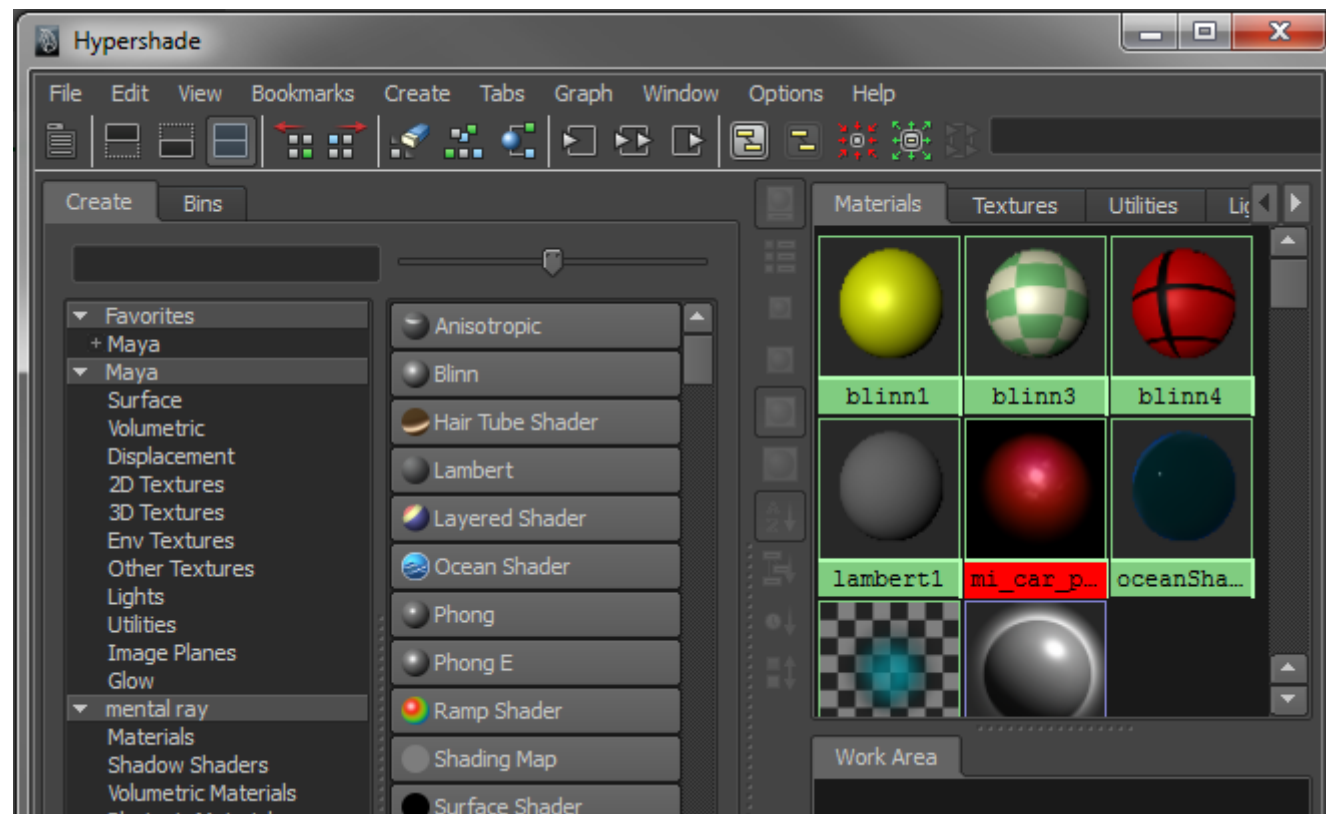 Hypershade
File Edit View Bookmarks Create Tabs Graph Window Options Help
Create Bins
Favorites
Maya
Maya
Surface
Volumetric
Displacement
2D Textures
3D Textures
Env Textures
Other Textures
Lights
Utilities
Image Planes
Glow
mental ray
Materials
Shadow Shaders
Volumetric Materials
Anisotropic
Blinn
Hair Tube Shader
Lambert
Layered Shader
Ocean Shader
Phong
Phong E
Ramp Shader
Shading Map
Surface Shader
Materials Textures Utilities
blinn1 blinn3 blinn4
lambert1 mi_car_p... oceanSha...
Work Area